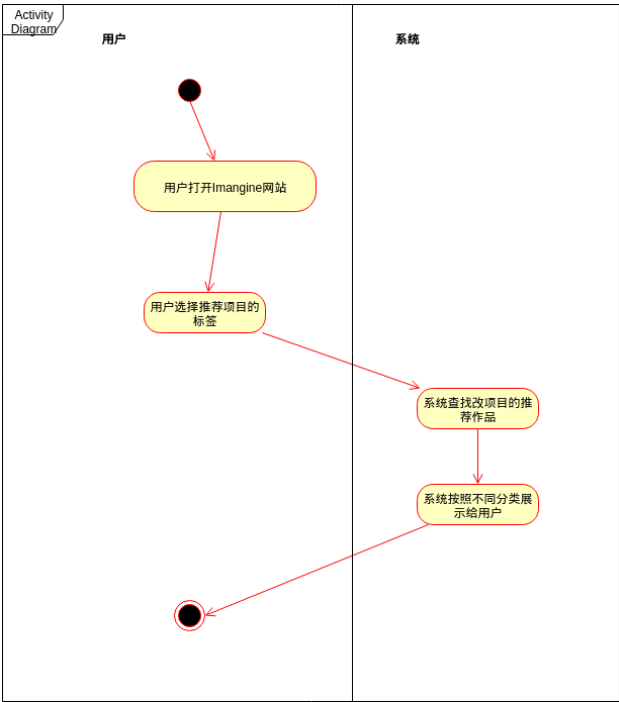 Activity
Diagram
用户
系统
用户打开Imangine网站
用户选择推荐项目的
标签
系统查找改项目的推
荐作品
系统按照不同分类展
示给用户